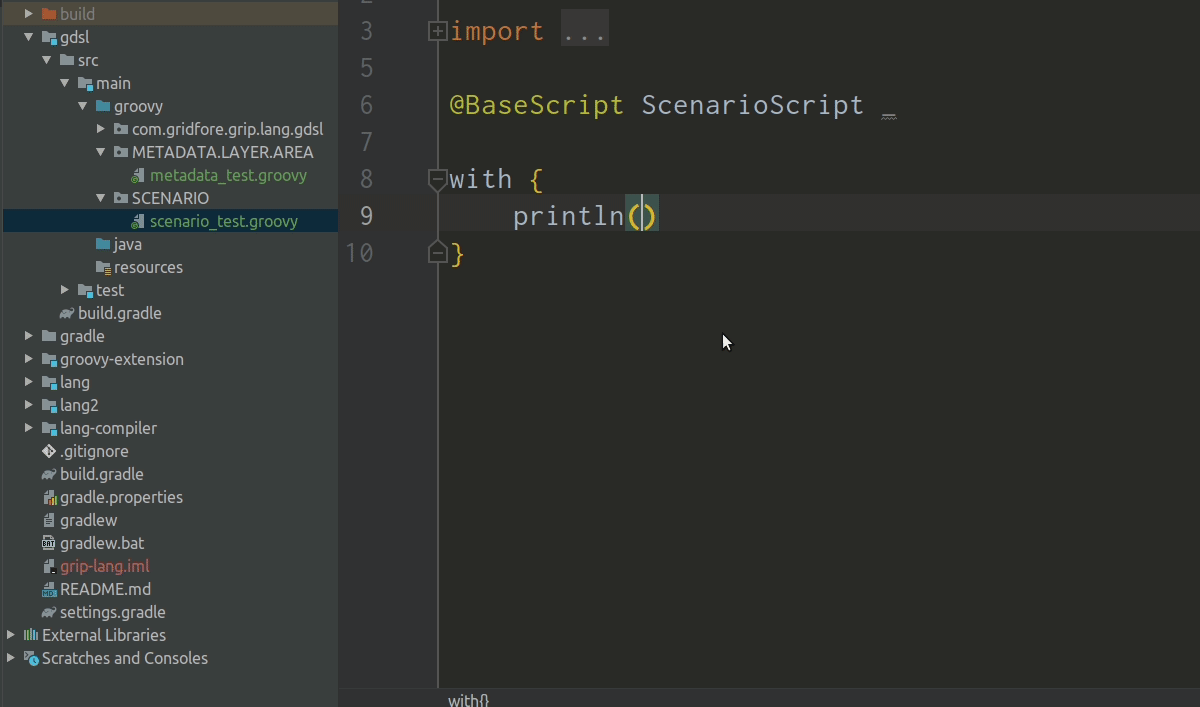 build
gdsl
src
main
groovy
com.gridfore.grip.lang.gdsl
METADATA.LAYER.AREA
metadata_test.groovy
SCENARIO
scenario_test.groovy
java
resources
test
build.gradle
gradle
groovy-extension
lang
lang2
lang-compiler
.gitignore
build.gradle
gradle.properties
gradlew
gradlew.bat
grip-lang.iml
README.md
settings.gradle
External Libraries
Scratches and Consoles
3 import ...
5
6 @BaseScript ScenarioScript _
7
8 with {
9 println()
10 }
with{}